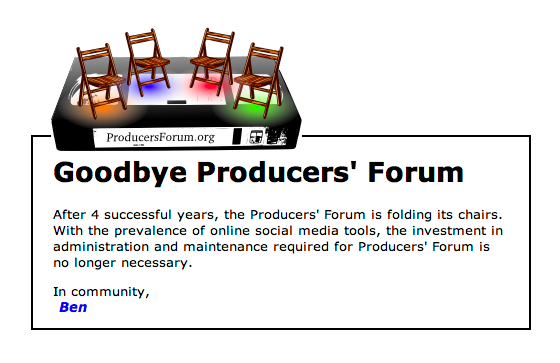 ProducersForum.org
Goodbye Producers' Forum
After 4 successful years, the Producers' Forum is folding its chairs.
With the prevalence of online social media tools, the investment in
administration and maintenance required for Producers' Forum is
no longer necessary.
In community,
Ben